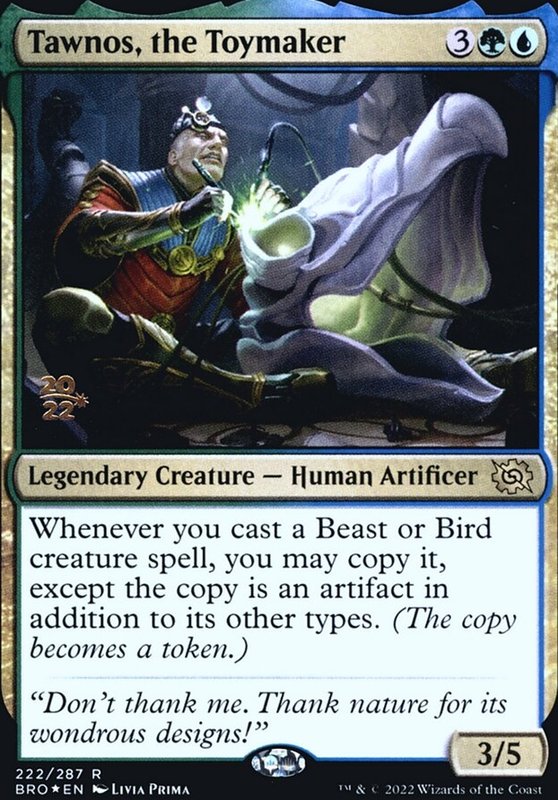 Tawnos, the Toymaker 3
20
22
Legendary Creature — Human Artificer
Whenever you cast a Beast or Bird
creature spell, you may copy it,
except the copy is an artifact in
addition to its other types. (The copy
becomes a token.)
“Don’t thank me. Thank nature for its
wondrous designs!”
3/5
222/287 R
BRO★EN LIVIA PRIMA ™ & © 2022 Wizards of the Coast